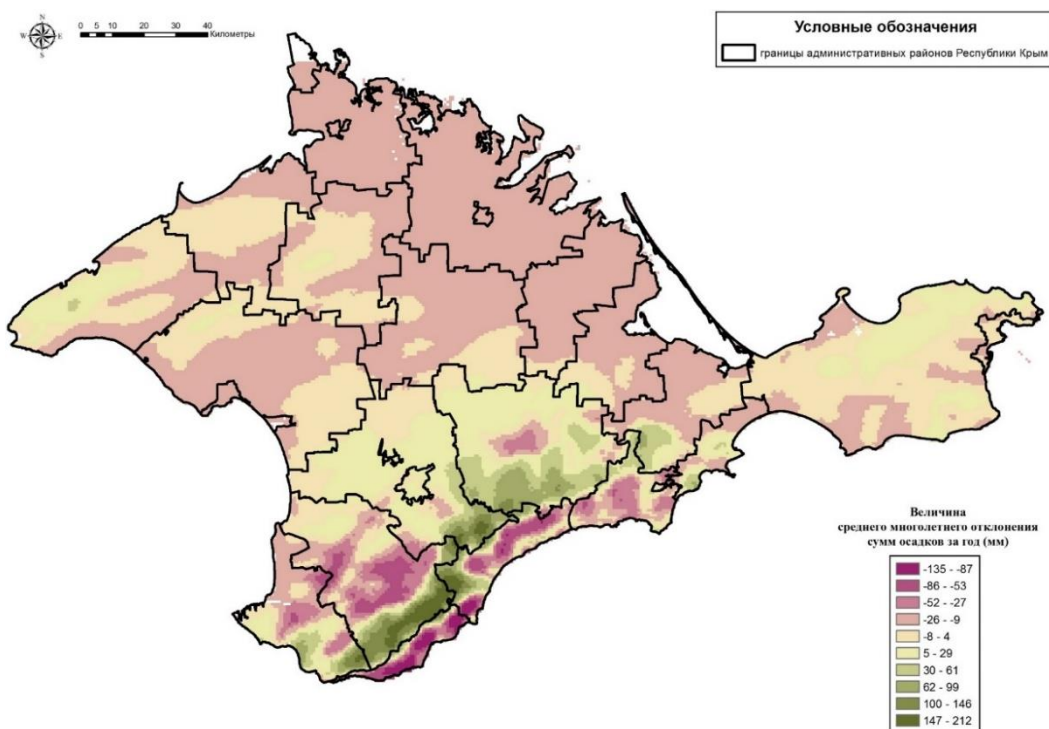 N
W E
S
0 5 10 20 30 40
Километры
Условные обозначения
границы административных районов Республики Крым
Величина
среднего многолетнего отклонения
сумм осадков за год (мм)
-135 - -87
-86 - -53
-52 - -27
-26 - -9
-8 - 4
5 - 29
30 - 61
62 - 99
100 - 146
147 - 212